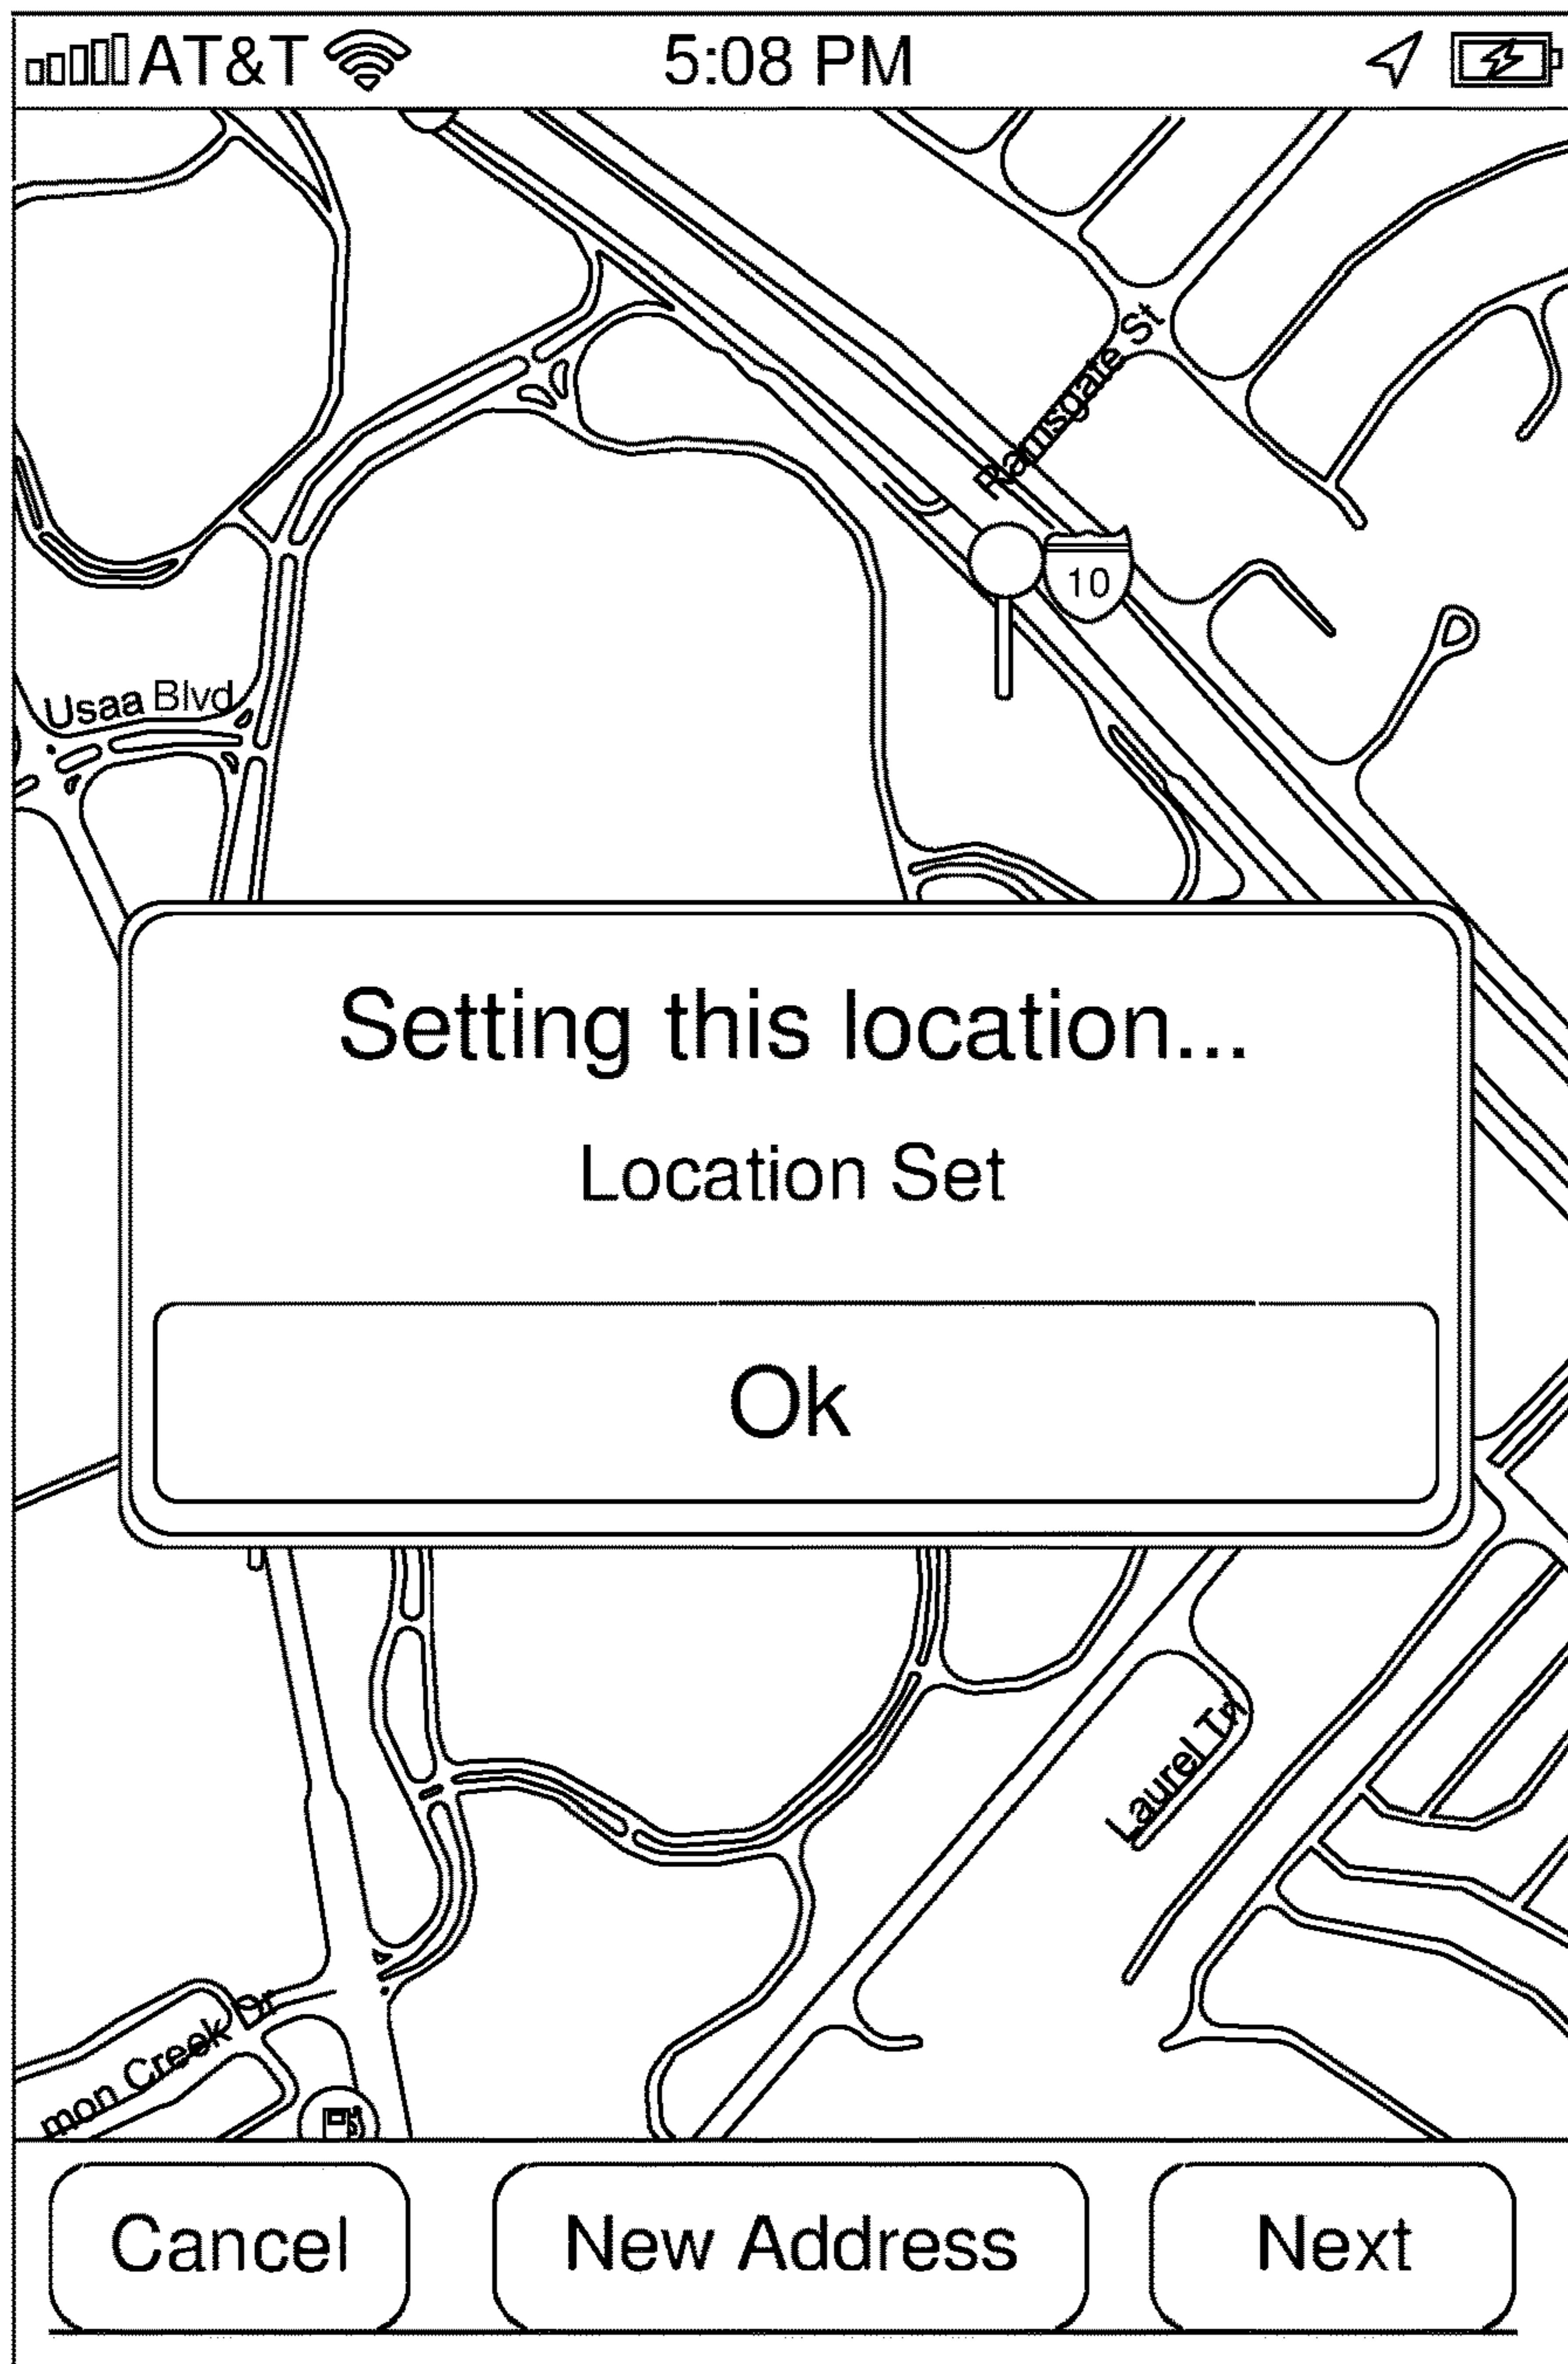 AT&T 5:08 PM
Ramsgate St
10
Usaa Blvd
Setting this location...
Location Set
Ok
Laurel Trl
mon Creek Dr
Cancel New Address Next